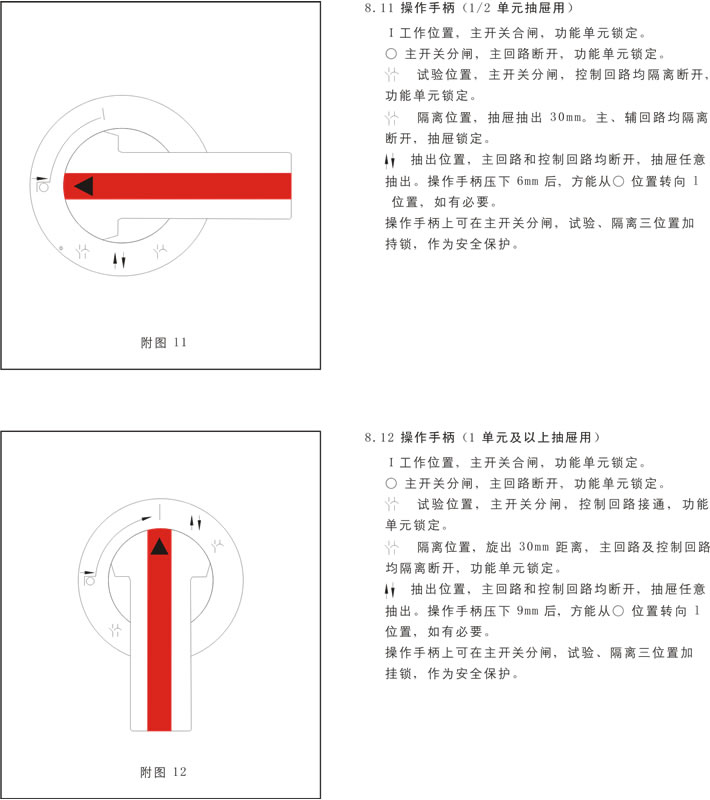 8.11 操作手柄（1/2 单元抽屉用）
I 工作位置，主开关合闸，功能单元锁定。
○ 主开关分闸，主回路断开，功能单元锁定。
试验位置，主开关分闸，控制回路均隔离断开，
功能单元锁定。
隔离位置，抽屉抽出 30mm。主、辅回路均隔离
断开，抽屉锁定。
抽出位置，主回路和控制回路均断开，抽屉任意
抽出。操作手柄压下 6mm 后，方能从○ 位置转向 1
位置，如有必要。
操作手柄上可在主开关分闸，试验、隔离三位置加
持锁，作为安全保护。
附图 11
8.12 操作手柄（1 单元及以上抽屉用）
I 工作位置，主开关合闸，功能单元锁定。
○ 主开关分闸，主回路断开，功能单元锁定。
试验位置，主开关分闸，控制回路接通，功能
单元锁定。
隔离位置，旋出 30mm 距离，主回路及控制回路
均隔离断开，功能单元锁定。
抽出位置，主回路和控制回路均断开，抽屉任意
抽出。操作手柄压下 9mm 后，方能从○ 位置转向 1
位置，如有必要。
操作手柄上可在主开关分闸，试验、隔离三位置加
挂锁，作为安全保护。
附图 12